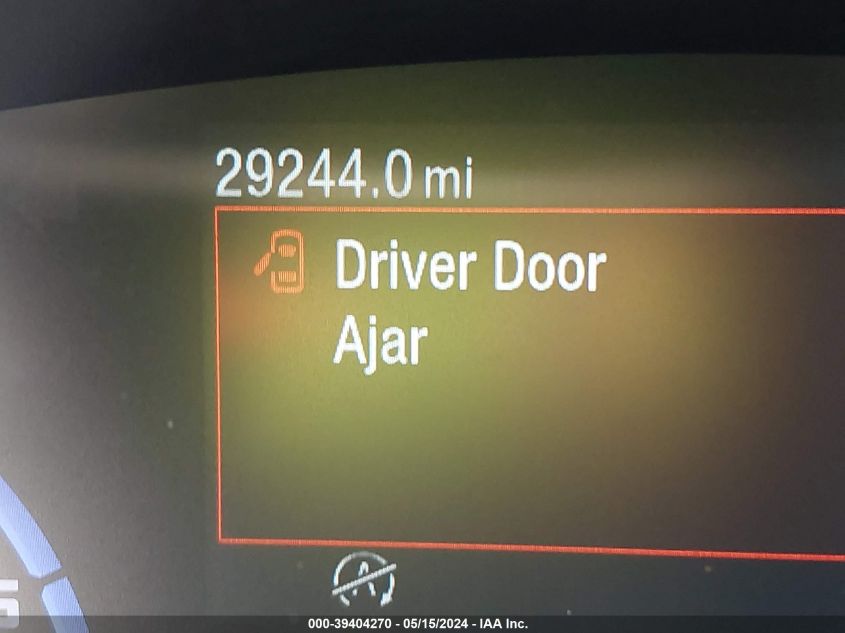 29244.0 mi
Driver Door
Ajar
A
000-39404270 - 05/15/2024 - IAA Inc.